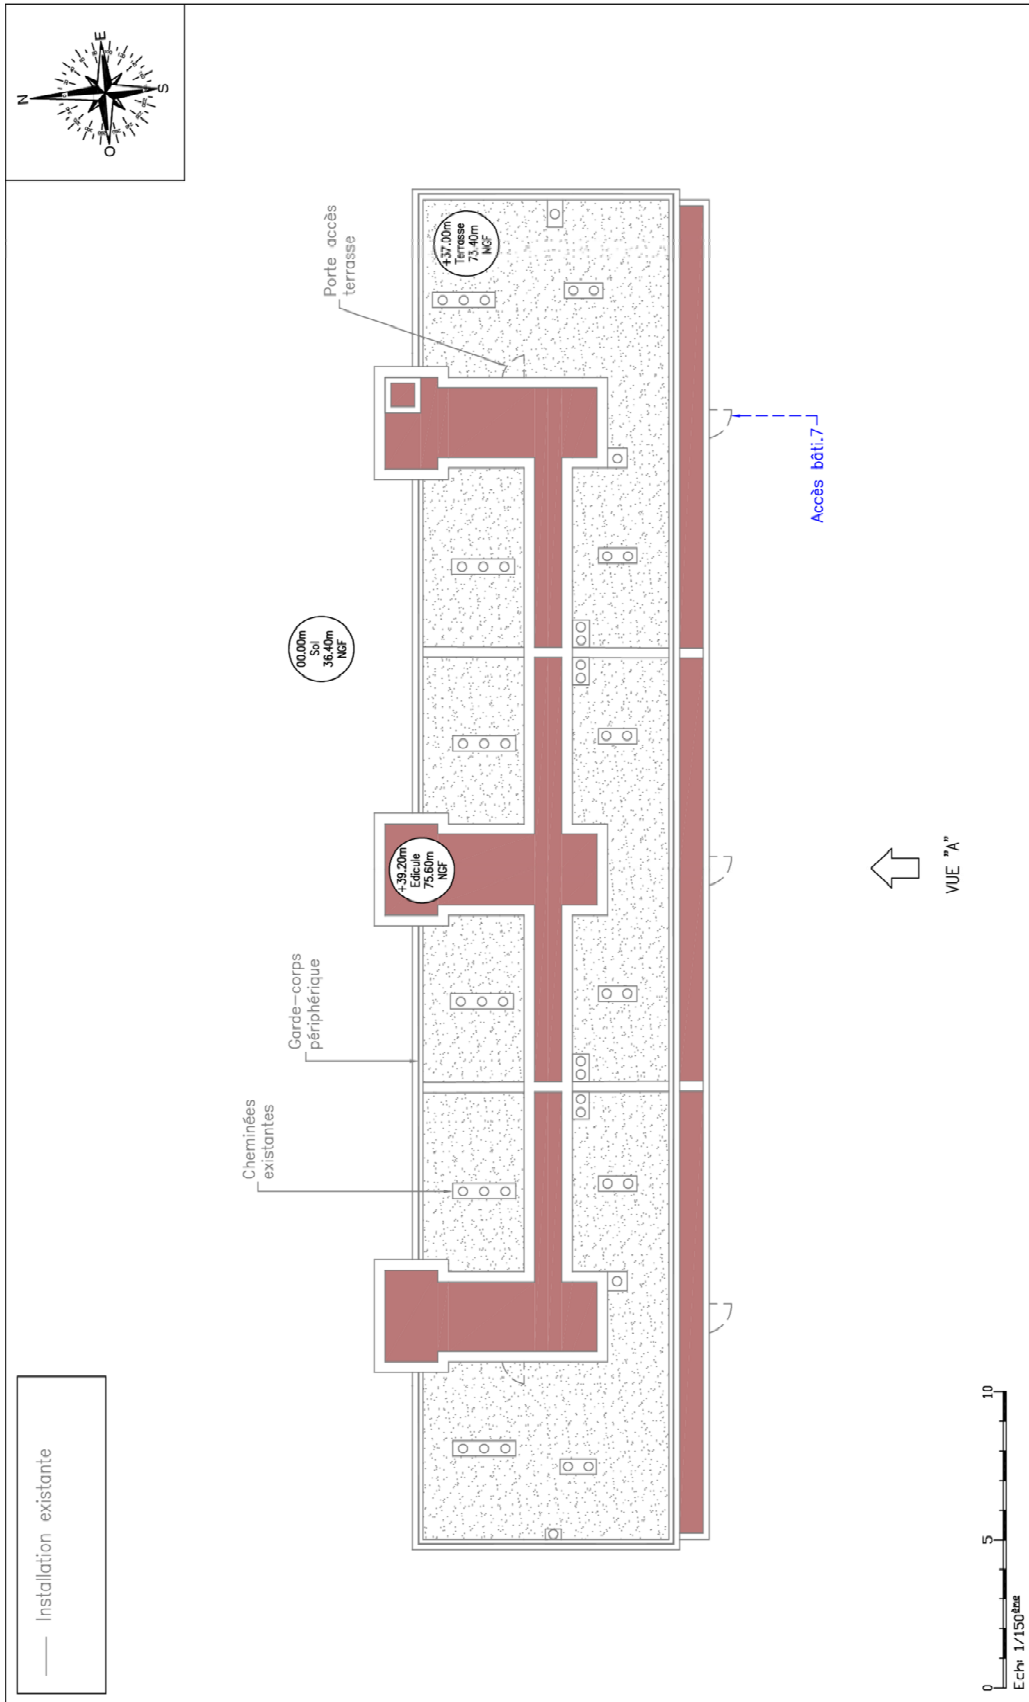 N
E
S
O
Porte accès
terrasse
+37.00m
Terrasse
73.40m
NGF
Accès bâti.7
00.00m
Sol
36.40m
NGF
+39.20m
Edicule
75.60m
NGF
VUE "A"
Garde-corps
périphérique
Cheminées
existantes
Installation existante
0 5 10
Ech: 1/150ème